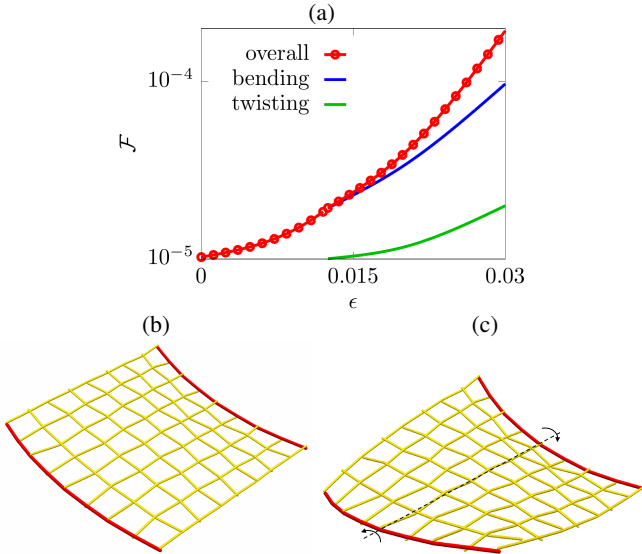 (a)
overall
bending
twisting
10⁻⁴
ℱ
10⁻⁵
0 0.015 0.03
ϵ
(b) (c)